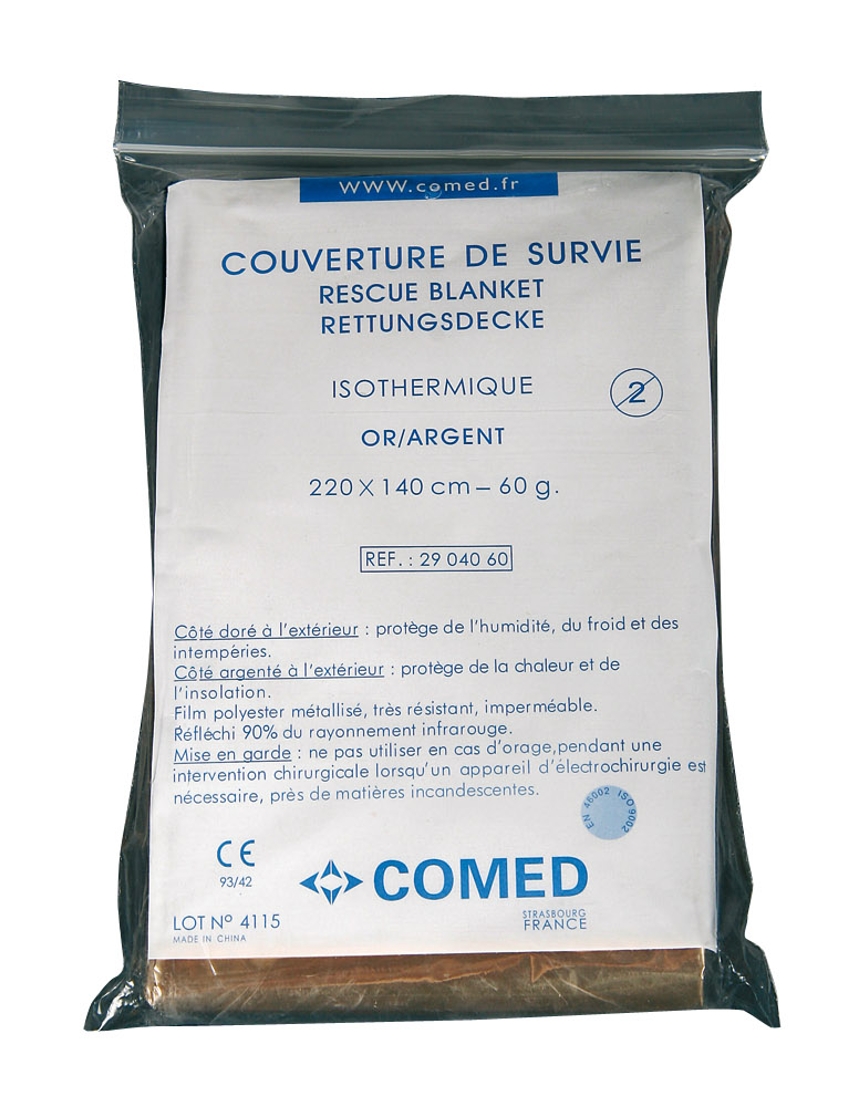 www.comed.fr
COUVERTURE DE SURVIE
RESCUE BLANKET
RETTUNGSDECKE
ISOTHERMIQUE
2
OR/ARGENT
220 X 140 cm – 60 g.
REF. : 29 040 60
Côté doré à l'extérieur : protège de l'humidité, du froid et des
intempéries.
Côté argenté à l'extérieur : protège de la chaleur et de
l'insolation.
Film polyester métallisé, très résistant, imperméable.
Réfléchi 90% du rayonnement infrarouge.
Mise en garde : ne pas utiliser en cas d'orage,pendant une
intervention chirurgicale lorsqu'un appareil d'électrochirurgie est
nécessaire, près de matières incandescentes.
EN 46002 ISO 9002
CE
93/42
COMED
STRASBOURG
FRANCE
LOT Nº 4115
MADE IN CHINA